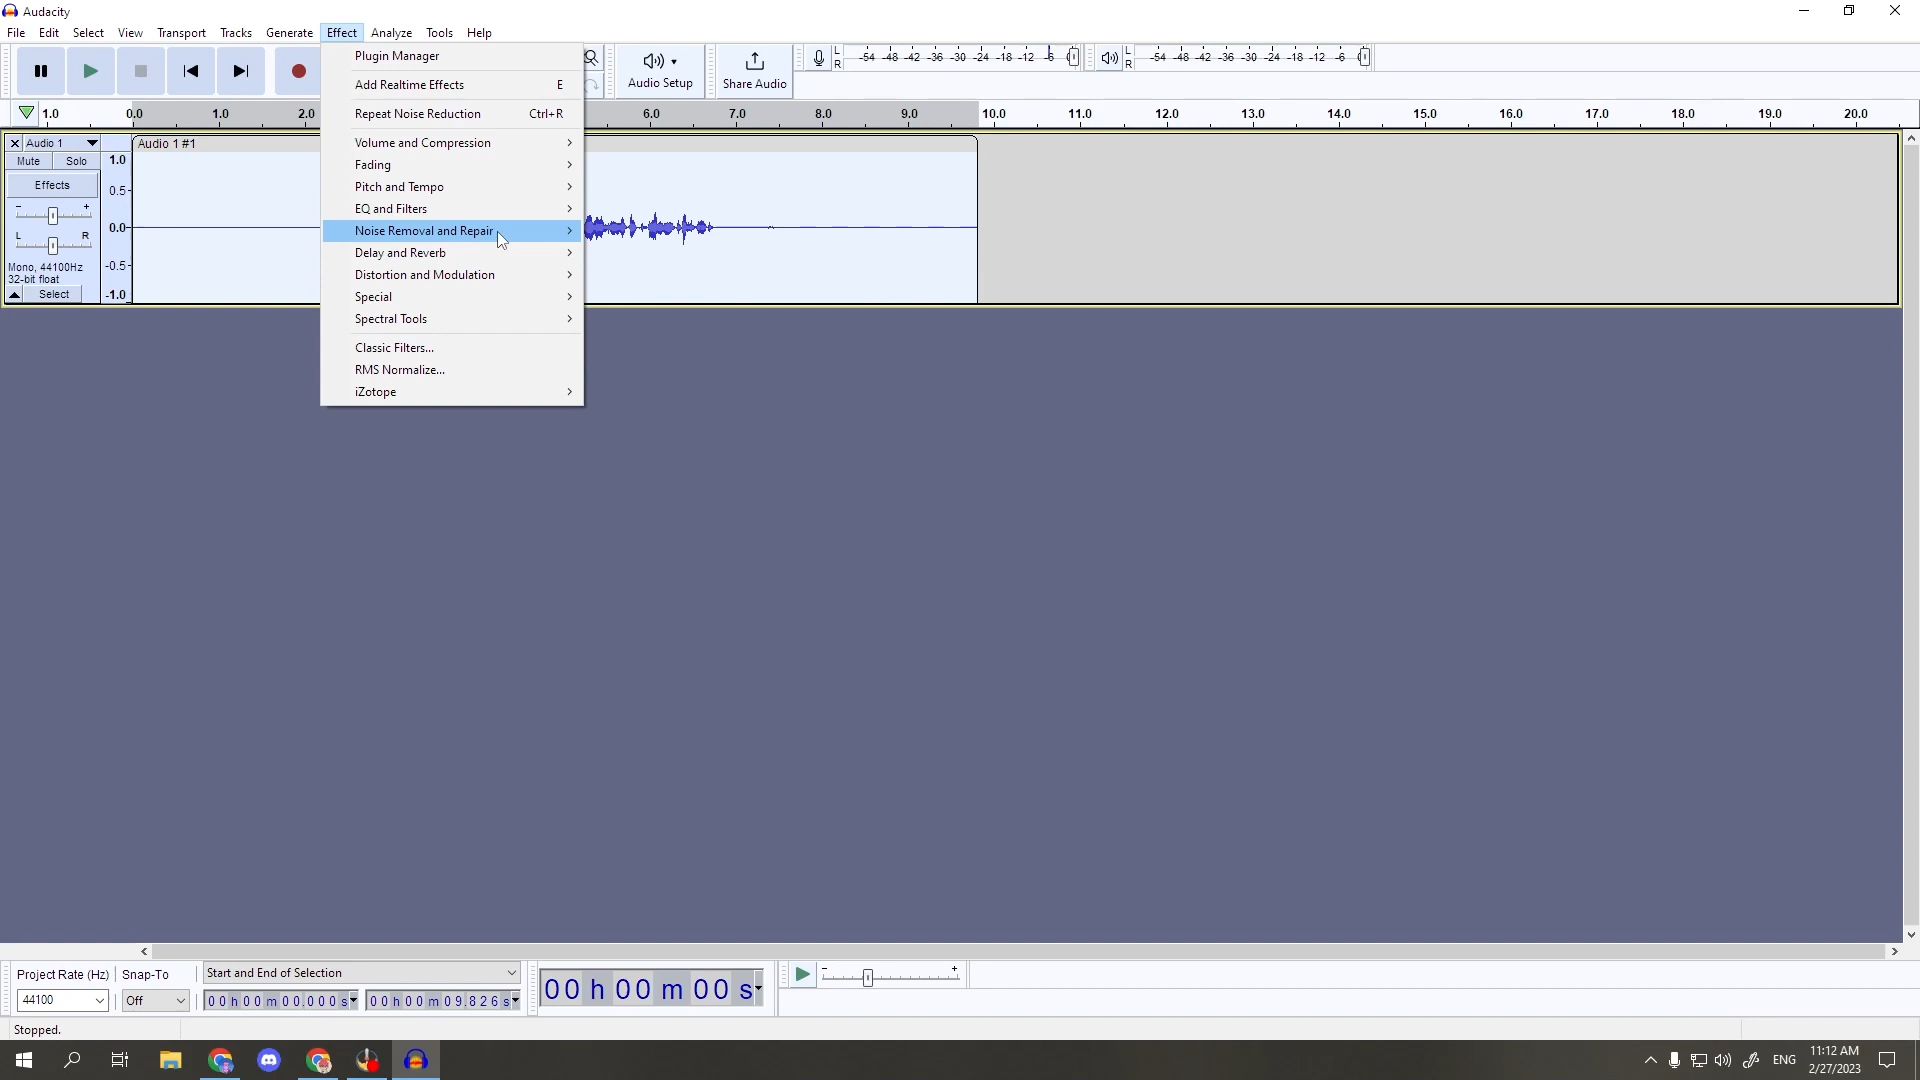 Audacity
File Edit Select View Transport Tracks Generate Effect Analyze Tools Help
Plugin Manager
Add Realtime Effects E
Repeat Noise Reduction Ctrl+R
Volume and Compression
Fading
Pitch and Tempo
EQ and Filters
Noise Removal and Repair
Delay and Reverb
Distortion and Modulation
Special
Spectral Tools
Classic Filters...
RMS Normalize...
iZotope
Audio Setup
Share Audio
L
R
-54 -48 -42 -36 -30 -24 -18 -12 -6
L
R
-54 -48 -42 -36 -30 -24 -18 -12 -6
1.0 0.0 1.0 2.0 6.0 7.0 8.0 9.0 10.0 11.0 12.0 13.0 14.0 15.0 16.0 17.0 18.0 19.0 20.0
Audio 1
Audio 1 #1
Mute Solo
Effects
- +
L R
Mono, 44100Hz
32-bit float
Select
1.0
0.5-
0.0-
-0.5-
-1.0
Project Rate (Hz) Snap-To Start and End of Selection
44100 Off 00h00m00.000s 00h00m09.826s
00 h 00 m 00 s
- +
Stopped.
ENG
11:12 AM
2/27/2023